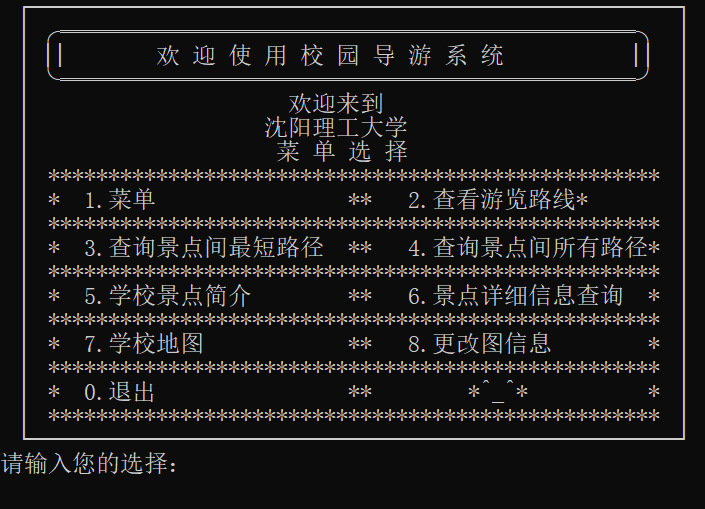 欢 迎 使 用 校 园 导 游 系 统
欢迎来到
沈阳理工大学
菜 单 选 择
***************************************************
*  1.菜单                **   2.查看游览路线*
***************************************************
*  3.查询景点间最短路径  **   4.查询景点间所有路径*
***************************************************
*  5.学校景点简介        **   6.景点详细信息查询  *
***************************************************
*  7.学校地图            **   8.更改图信息        *
***************************************************
*  0.退出                **        *^_^*          *
***************************************************
请输入您的选择: